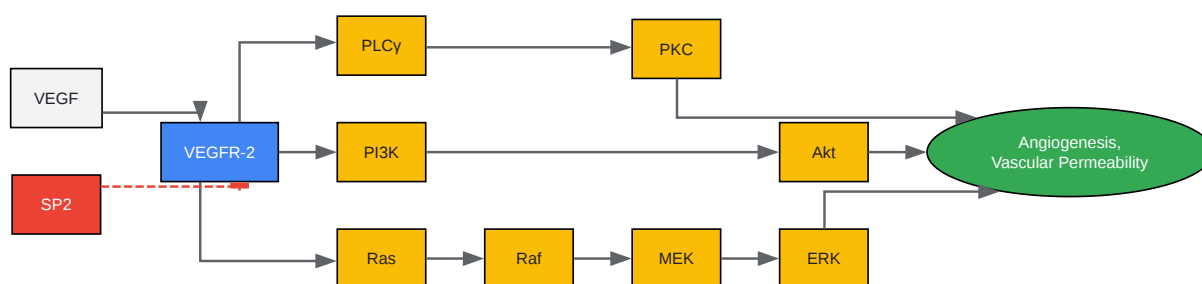 PLCγ
PKC
VEGF
VEGFR-2
PI3K
Akt
Angiogenesis,
Vascular Permeability
SP2
Ras
Raf
MEK
ERK